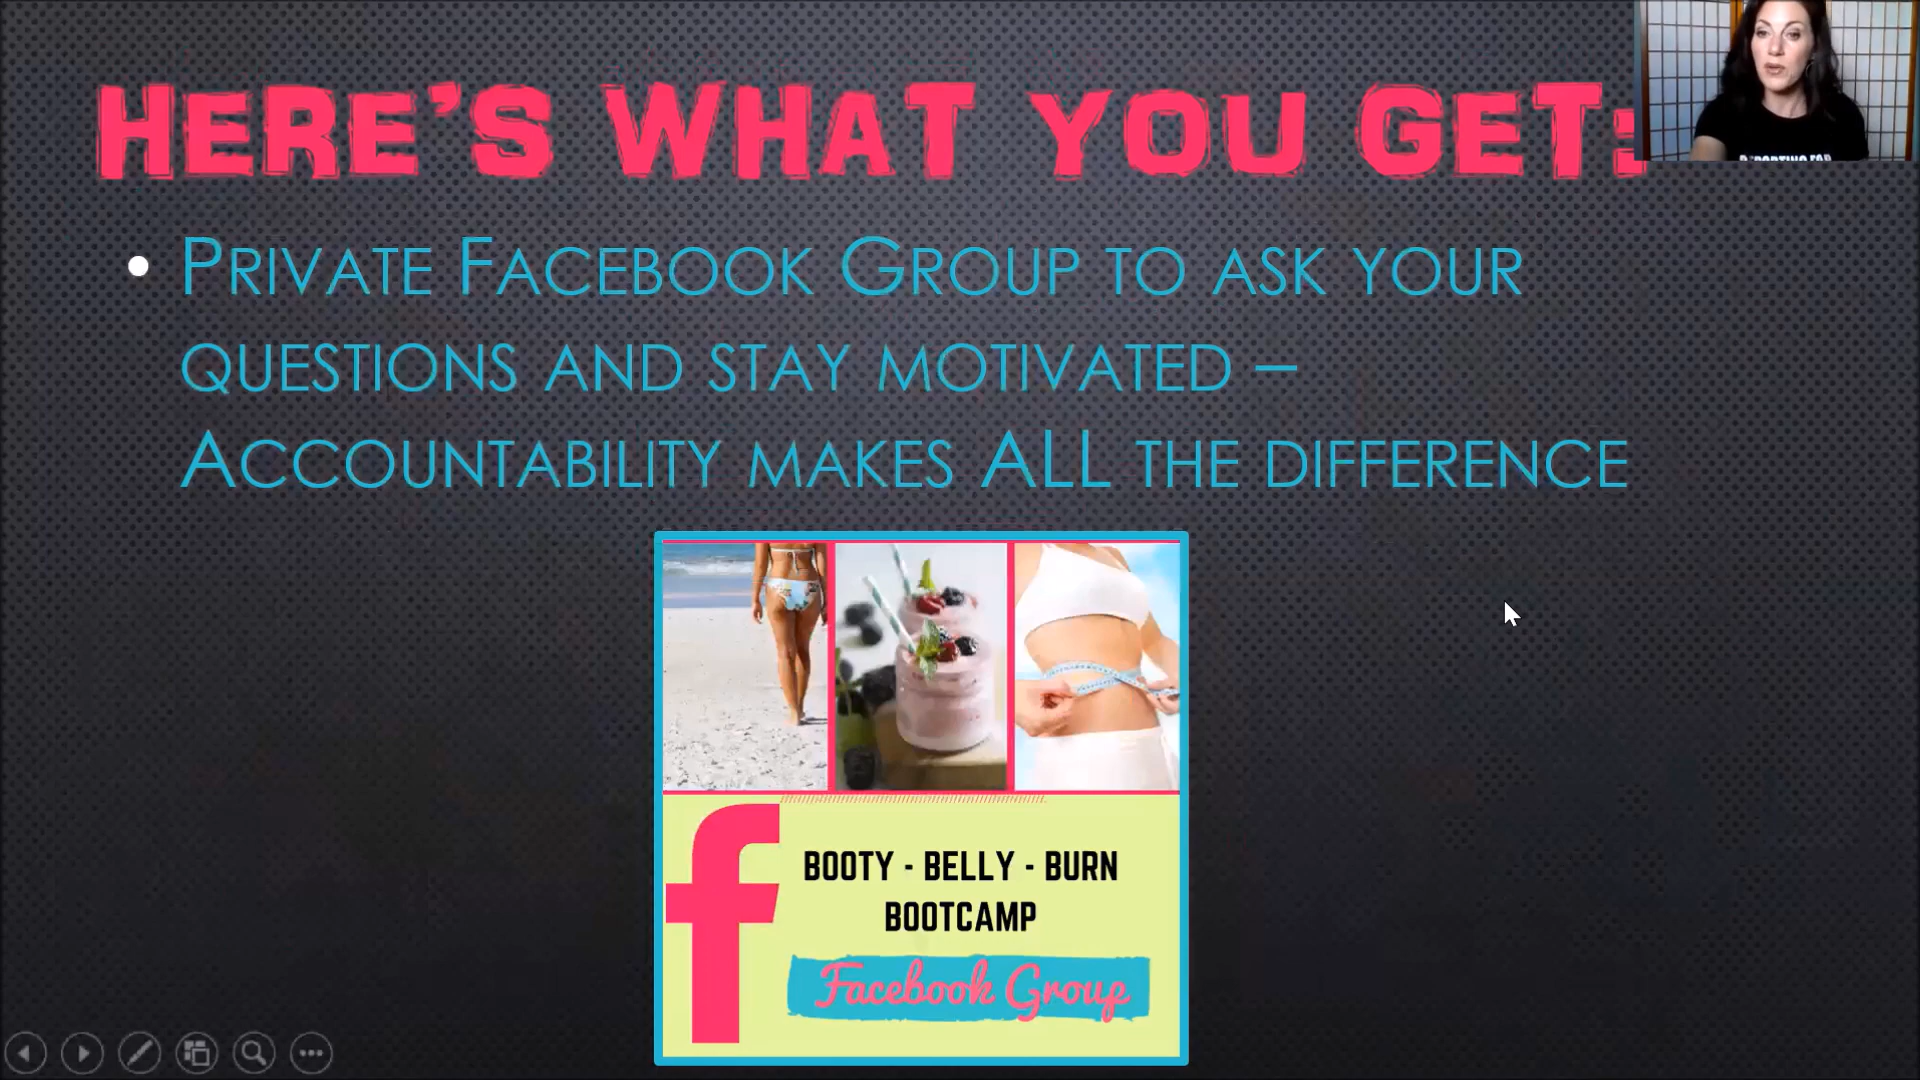 HERE'S WHAT YOU GET:
• PRIVATE FACEBOOK GROUP TO ASK YOUR
QUESTIONS AND STAY MOTIVATED –
ACCOUNTABILITY MAKES ALL THE DIFFERENCE
f
BOOTY - BELLY - BURN
BOOTCAMP
Facebook Group